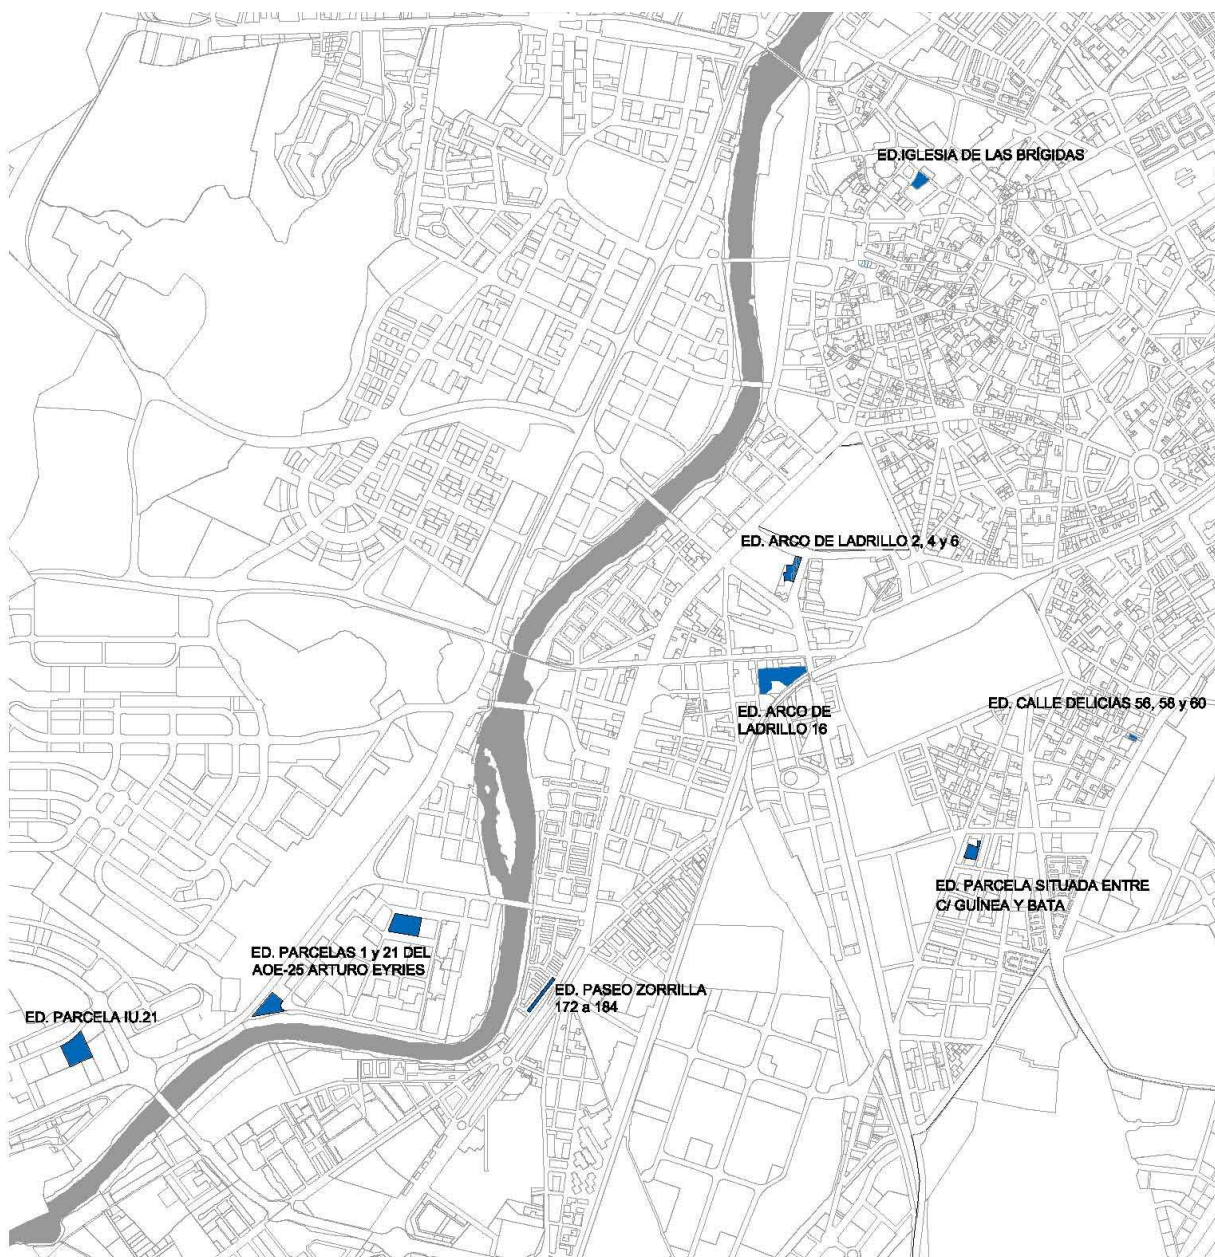 ED.IGLESIA DE LAS BRÍGIDAS
ED. ARCO DE LADRILLO 2, 4 y 6
ED. ARCO DE
LADRILLO 16
ED. CALLE DELICIAS 56, 58 y 60
ED. PARCELA SITUADA ENTRE
C/ GUÍNEA Y BATA
ED. PARCELAS 1 y 21 DEL
AOE-25 ARTURO EYRIES
ED. PASEO ZORRILLA
172 a 184
ED. PARCELA IU.21